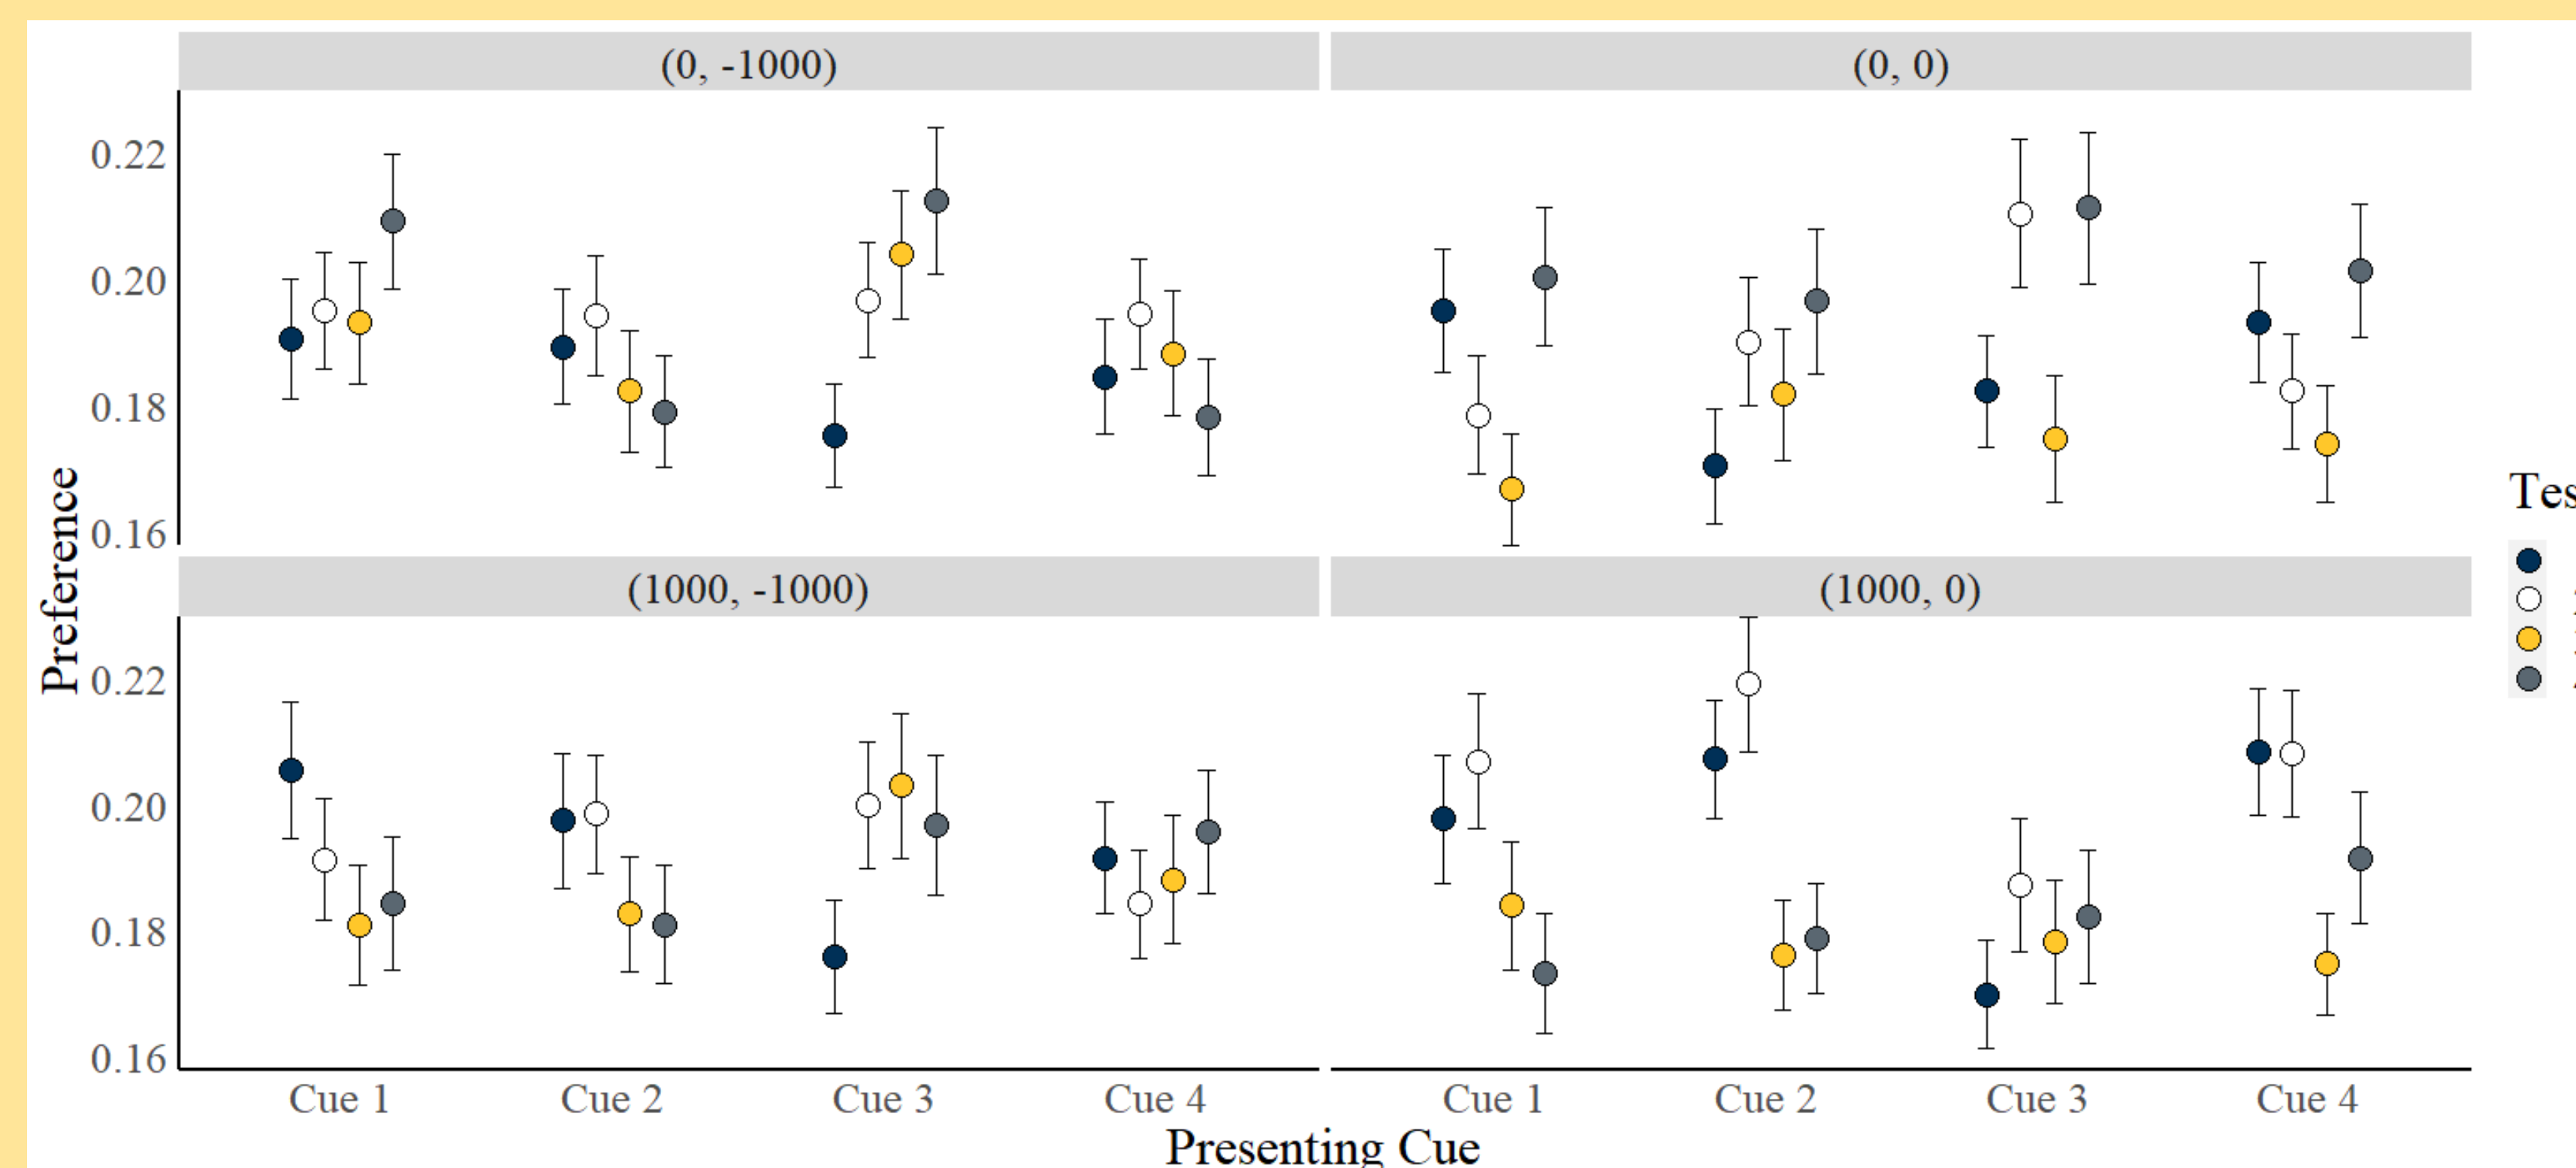 (0, -1000)
(0, 0)
0.22
0.20
0.18
0.16
Preference
(1000, -1000)
(1000, 0)
0.22
0.20
0.18
0.16
Cue 1 Cue 2 Cue 3 Cue 4
Cue 1 Cue 2 Cue 3 Cue 4
Presenting Cue
Tes